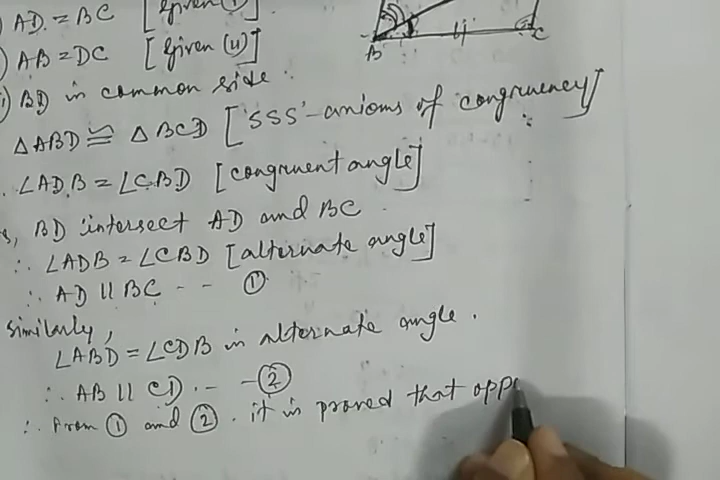 ) AD = BC [Given (i)].
) AB = DC [Given (ii)]
) BD is common side.
B C
△ABD ≅ △BCD ['SSS'-axioms of congruency]
∠ADB = ∠CBD [congruent angle]
BD intersect AD and BC.
∴ ∠ADB = ∠CBD [alternate angle]
∴ AD || BC - - ①
Similarly,
∠ABD = ∠CDB is alternate angle.
∴ AB || CD. - - ②
∴ From ① and ②. it is proved that opp